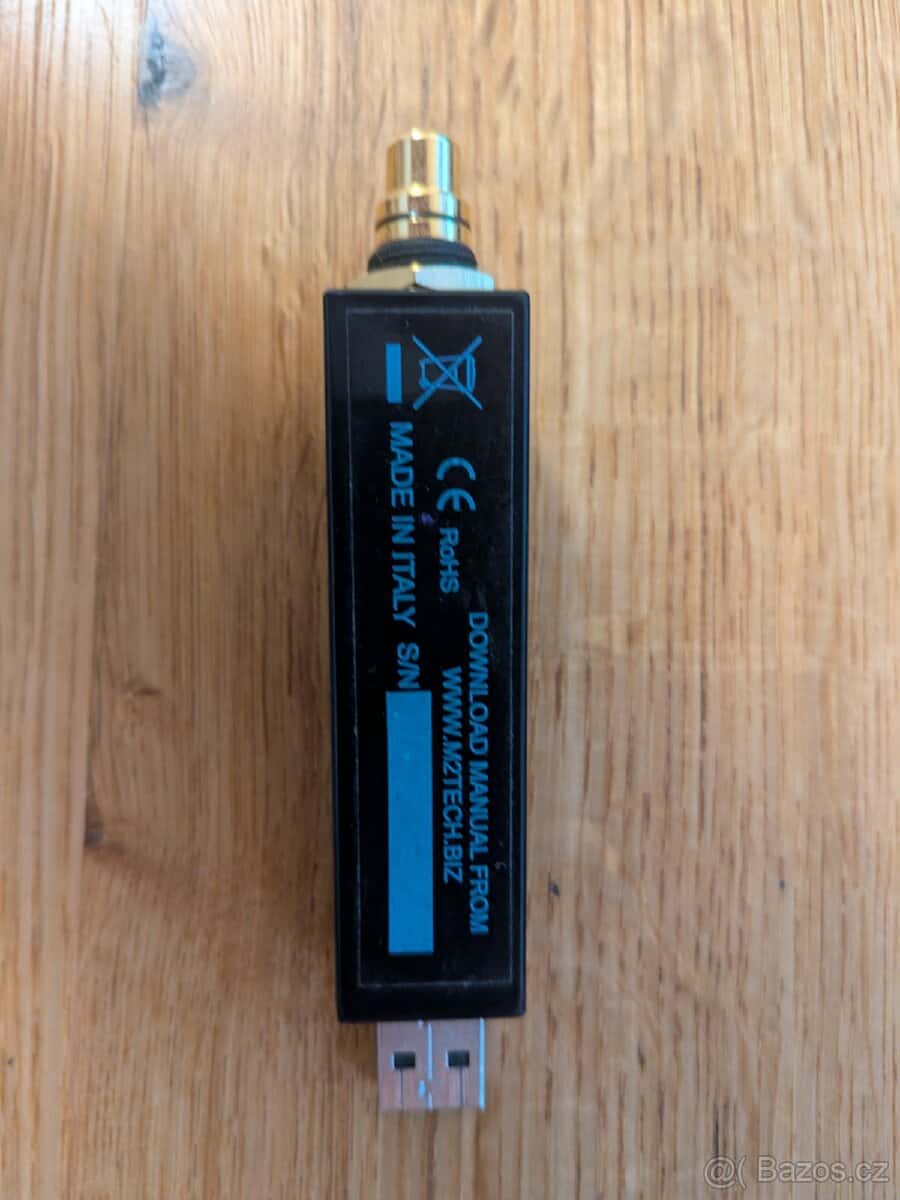 CE RoHS
DOWNLOAD MANUAL FROM
WWW.M2TECH.BIZ
MADE IN ITALY S/N
@( Bazos.cz